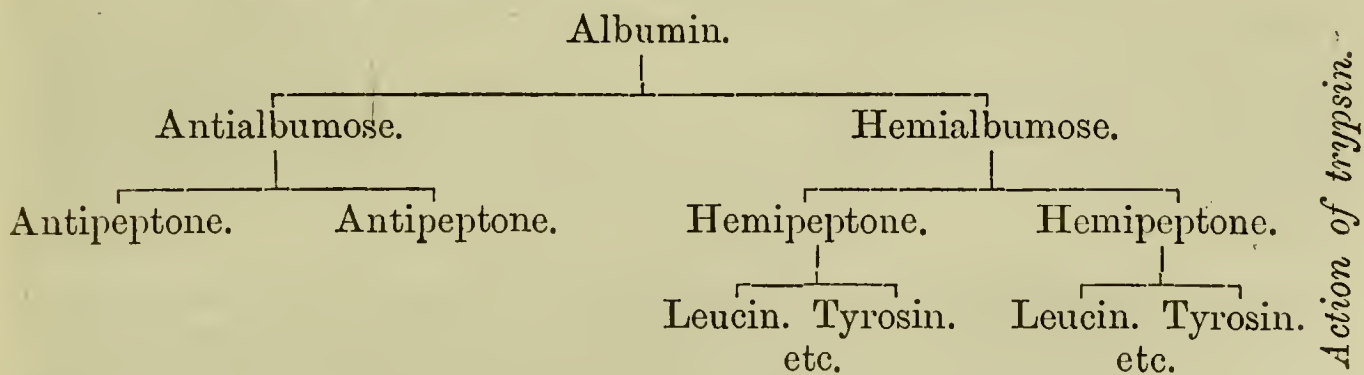 Albumin.
Antialbumose. Hemialbumose.
Antipeptone. Antipeptone. Hemipeptone. Hemipeptone.
Leucin. Tyrosin. Leucin. Tyrosin.
etc. etc.
Action of trypsin.